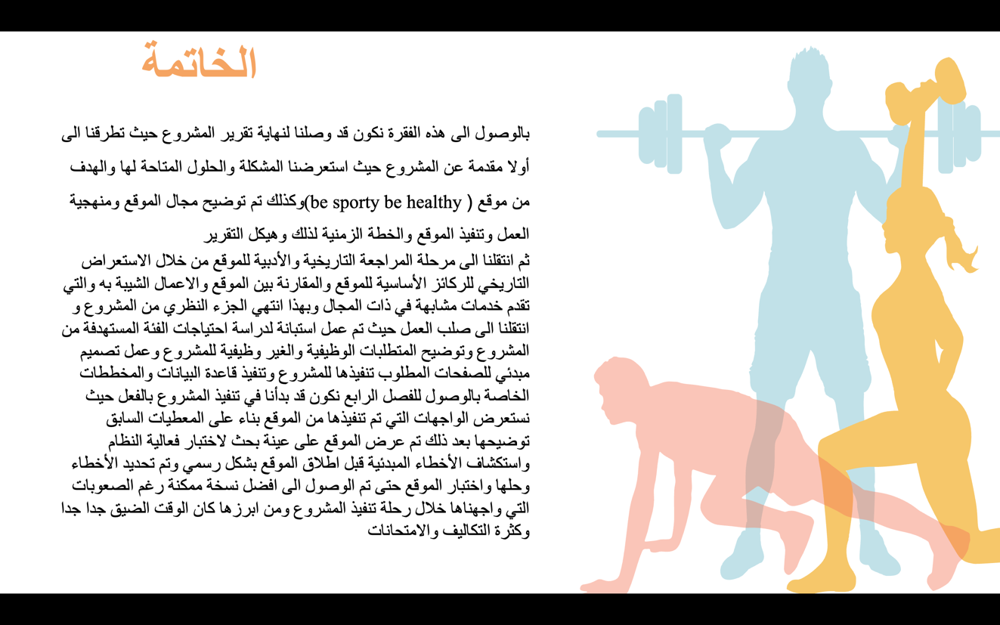 الخاتمة
بالوصول الى هذه الفقرة نكون قد وصلنا لنهاية تقرير المشروع حيث تطرقنا الى
أولا مقدمة عن المشروع حيث استعرضنا المشكلة والحلول المتاحة لها والهدف
من موقع ( be sporty be healthy)وكذلك تم توضيح مجال الموقع ومنهجية
العمل وتنفيذ الموقع والخطة الزمنية لذلك وهيكل التقرير
ثم انتقلنا الى مرحلة المراجعة التاريخية والأدبية للموقع من خلال الاستعراض
التاريخي للركائز الأساسية للموقع والمقارنة بين الموقع والاعمال الشيبة به والتي
تقدم خدمات مشابهة في ذات المجال وبهذا انتهي الجزء النظري من المشروع و
انتقلنا الى صلب العمل حيث تم عمل استبانة لدراسة احتياجات الفئة المستهدفة من
المشروع وتوضيح المتطلبات الوظيفية والغير وظيفية للمشروع وعمل تصميم
مبدئي للصفحات المطلوب تنفيذها للمشروع وتنفيذ قاعدة البيانات والمخططات
الخاصة بالوصول للفصل الرابع نكون قد بدأنا في تنفيذ المشروع بالفعل حيث
نستعرض الواجهات التي تم تنفيذها من الموقع بناء على المعطيات السابق
توضيحها بعد ذلك تم عرض الموقع على عينة بحث لاختبار فعالية النظام
واستكشاف الأخطاء المبدئية قبل اطلاق الموقع بشكل رسمي وتم تحديد الأخطاء
وحلها واختبار الموقع حتى تم الوصول الى افضل نسخة ممكنة رغم الصعوبات
التي واجهناها خلال رحلة تنفيذ المشروع ومن ابرزها كان الوقت الضيق جدا جدا
وكثرة التكاليف والامتحانات